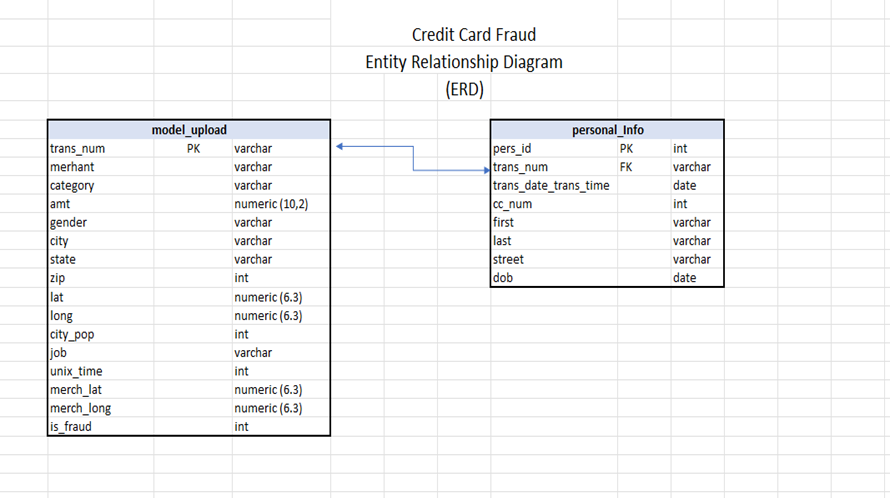 Credit Card Fraud
Entity Relationship Diagram
(ERD)
model_upload
trans_num PK varchar
merhant varchar
category varchar
amt numeric (10,2)
gender varchar
city varchar
state varchar
zip int
lat numeric (6.3)
long numeric (6.3)
city_pop int
job varchar
unix_time int
merch_lat numeric (6.3)
merch_long numeric (6.3)
is_fraud int
personal_Info
pers_id PK int
trans_num FK varchar
trans_date_trans_time date
cc_num int
first varchar
last varchar
street varchar
dob date